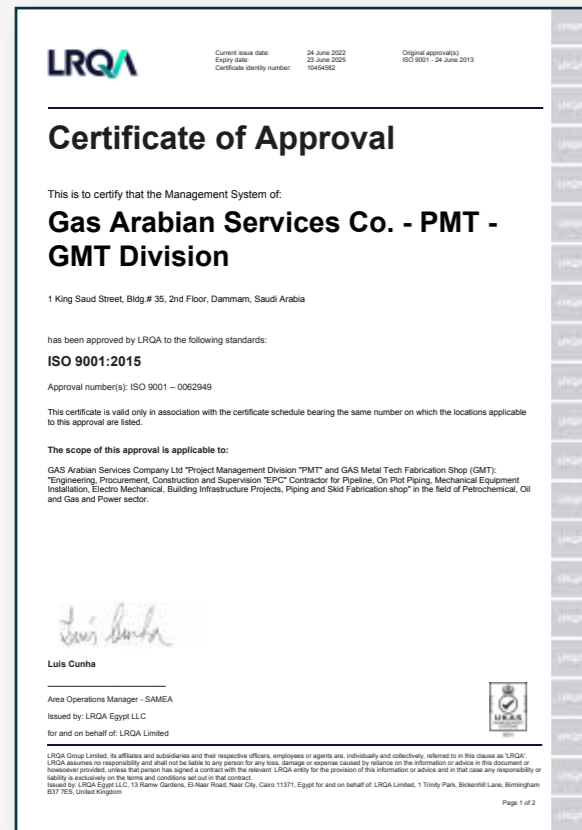 LRQA
Current issue date: 24 June 2022
Expiry date: 23 June 2025
Certificate identity number: 10454582
Original approval(s):
ISO 9001 - 24 June 2013
Certificate of Approval
This is to certify that the Management System of:
Gas Arabian Services Co. - PMT -
GMT Division
1 King Saud Street, Bldg.# 35, 2nd Floor, Dammam, Saudi Arabia
has been approved by LRQA to the following standards:
ISO 9001:2015
Approval number(s): ISO 9001 – 0062949
This certificate is valid only in association with the certificate schedule bearing the same number on which the locations applicable
to this approval are listed.
The scope of this approval is applicable to:
GAS Arabian Services Company Ltd "Project Management Division "PMT" and GAS Metal Tech Fabrication Shop (GMT):
"Engineering, Procurement, Construction and Supervision "EPC" Contractor for Pipeline, On Plot Piping, Mechanical Equipment
Installation, Electro Mechanical, Building Infrastructure Projects, Piping and Skid Fabrication shop" in the field of Petrochemical, Oil
and Gas and Power sector.
Luis Cunha
Luis Cunha
Area Operations Manager - SAMEA
Issued by: LRQA Egypt LLC
for and on behalf of: LRQA Limited
UKAS
LRQA Group Limited, its affiliates and subsidiaries and their respective officers, employees or agents are, individually and collectively, referred to in this clause as 'LRQA'.
LRQA assumes no responsibility and shall not be liable to any person for any loss, damage or expense caused by reliance on the information or advice in this document or
howsoever provided, unless that person has signed a contract with the relevant LRQA entity for the provision of this information or advice and in that case any responsibility or
liability is exclusively on the terms and conditions set out in that contract.
Issued by: LRQA Egypt LLC, 13 Ramw Gardens, El-Nasr Road, Nasr City, Cairo 11371, Egypt for and on behalf of: LRQA Limited, 1 Trinity Park, Bickenhill Lane, Birmingham
B37 7ES, United Kingdom
Page 1 of 2